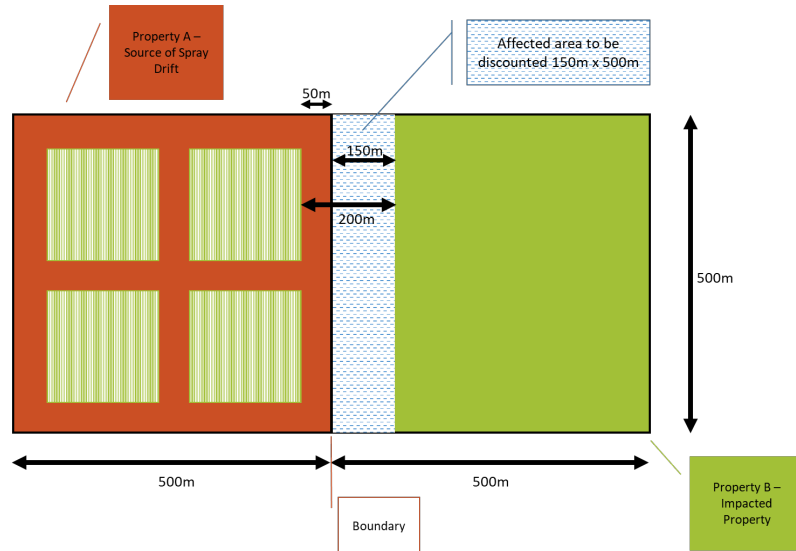 Property A –
Source of Spray
Drift
Affected area to be
discounted 150m x 500m
50m
150m
200m
500m
500m
500m
Boundary
Property B –
Impacted
Property